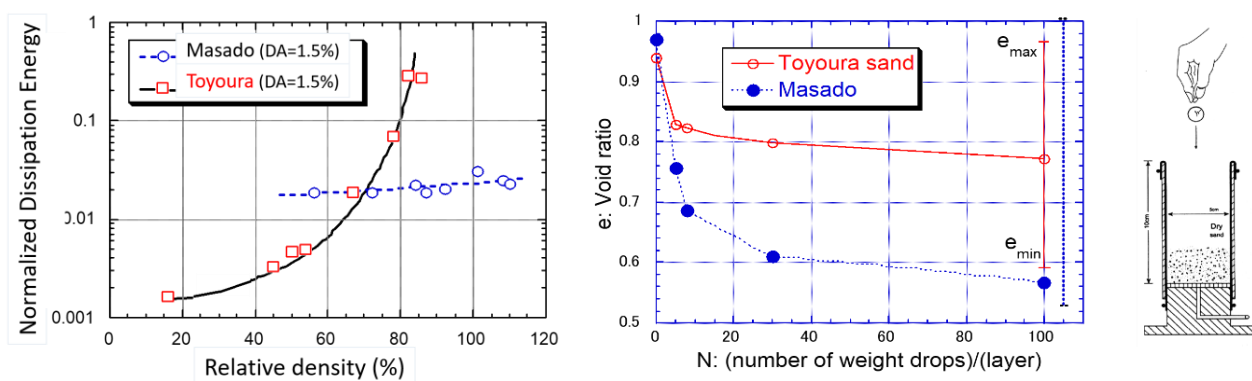 Normalized Dissipation Energy
1
0.1
0.01
0.001
Masado (DA=1.5%)
Toyoura (DA=1.5%)
0 20 40 60 80 100 120
Relative density (%)
e: Void ratio
1
0.9
0.8
0.7
0.6
0.5
Toyoura sand
Masado
emax
emin
0 20 40 60 80 100
N: (number of weight drops)/(layer)
10cm
5cm
Dry
sand